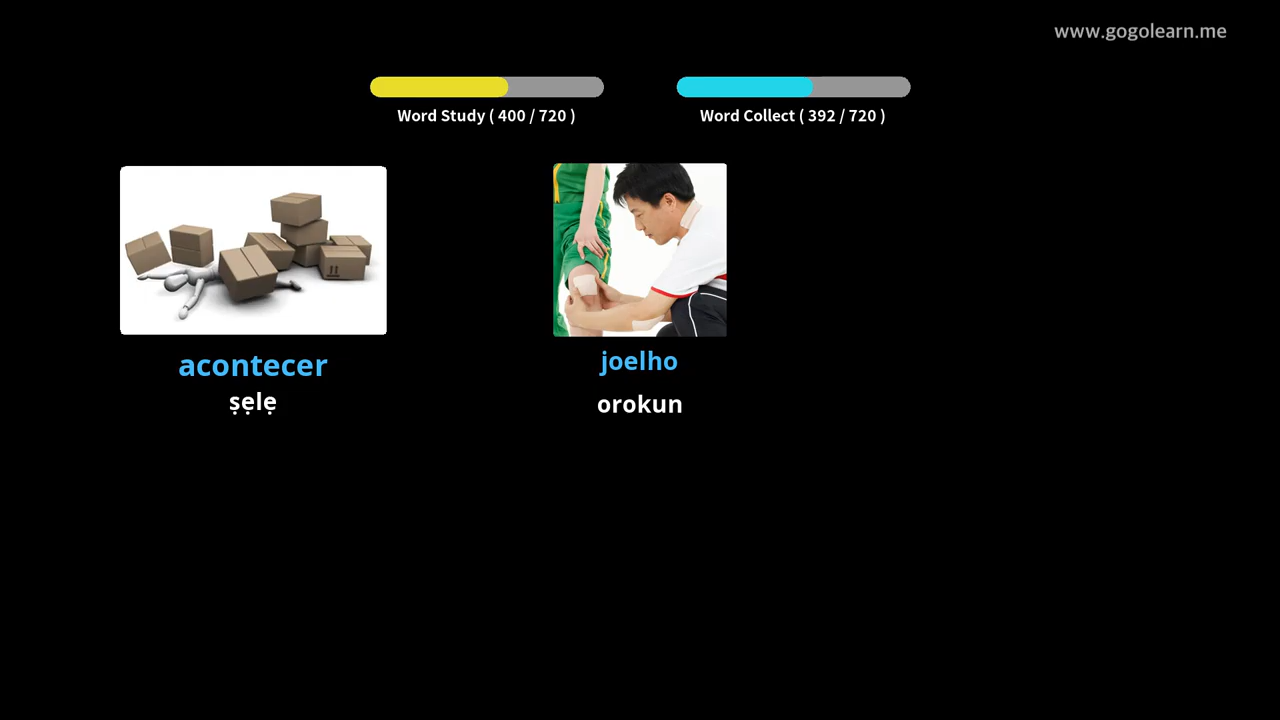 www.gogolearn.me
Word Study ( 400 / 720 )
Word Collect ( 392 / 720 )
acontecer
ṣẹlẹ
joelho
orokun